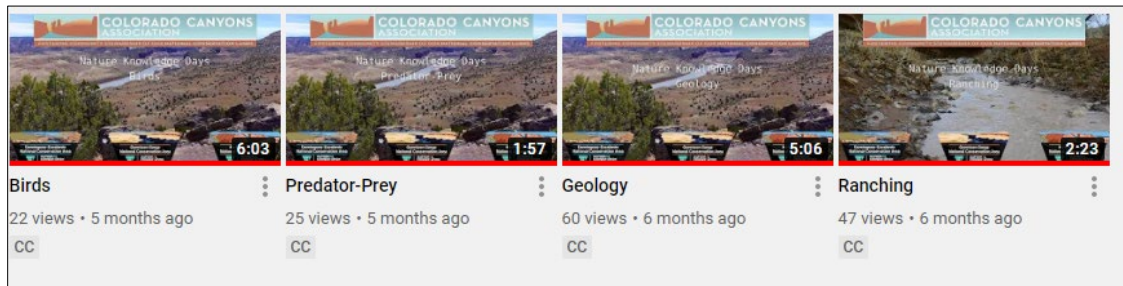 COLORADO CANYONS
ASSOCIATION
Nature Knowledge Days
Birds
6:03
Birds
22 views • 5 months ago
CC
COLORADO CANYONS
ASSOCIATION
Nature Knowledge Days
Predator-Prey
1:57
Predator-Prey
25 views • 5 months ago
CC
COLORADO CANYONS
ASSOCIATION
Nature Knowledge Days
Geology
5:06
Geology
60 views • 6 months ago
CC
COLORADO CANYONS
ASSOCIATION
Nature Knowledge Days
Ranching
2:23
Ranching
47 views • 6 months ago
CC